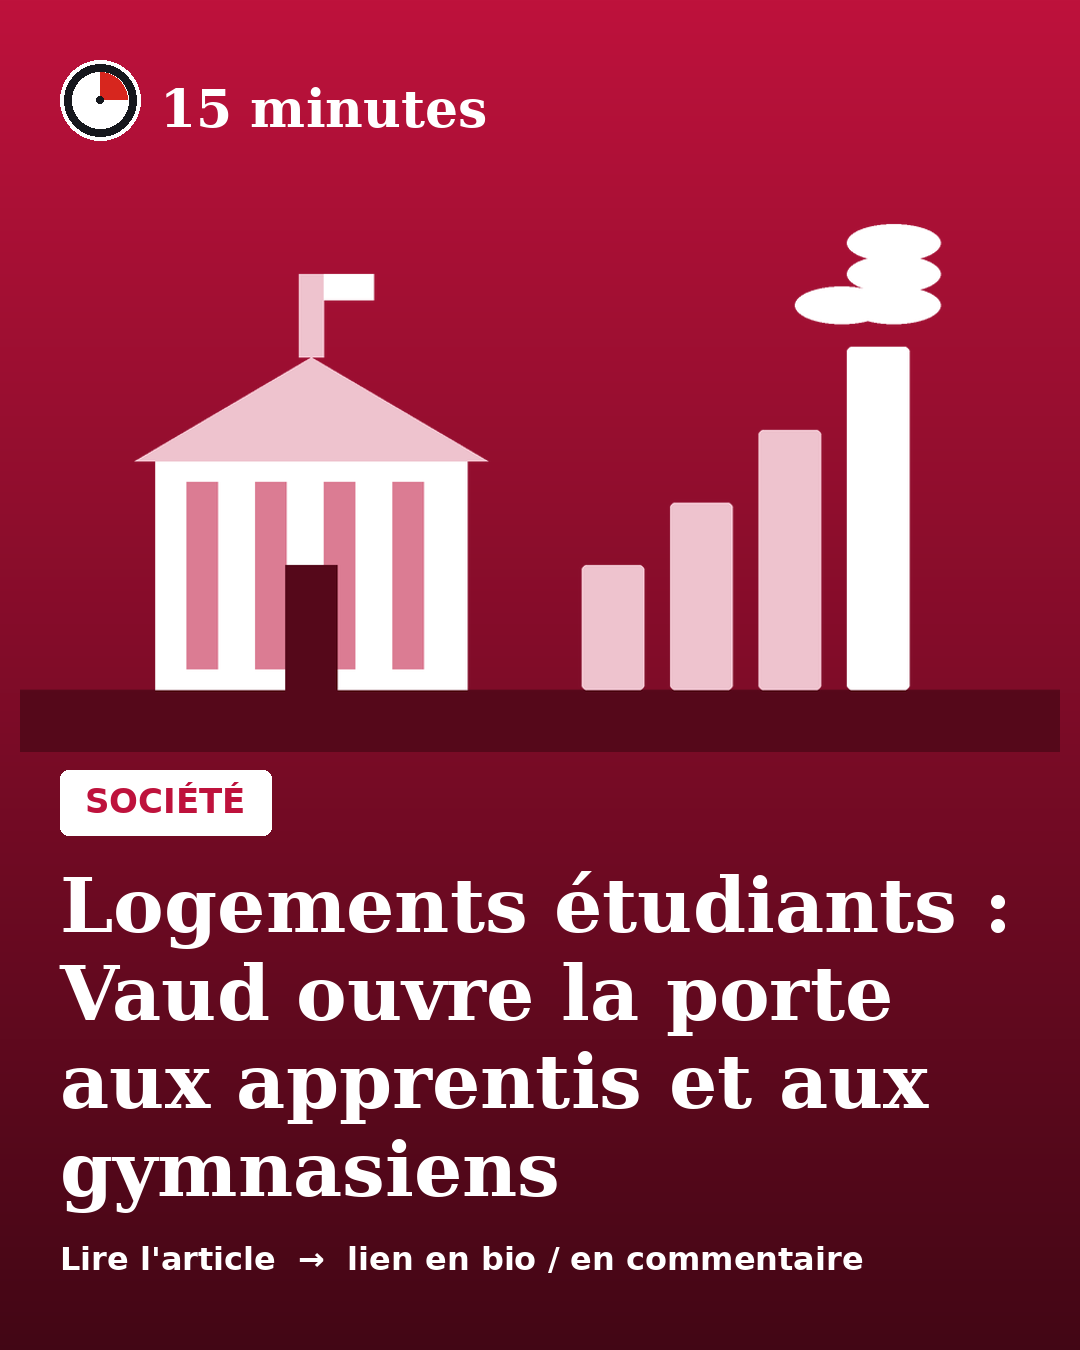 15 minutes
SOCIÉTÉ
Logements étudiants :
Vaud ouvre la porte
aux apprentis et aux
gymnasiens
Lire l'article → lien en bio / en commentaire